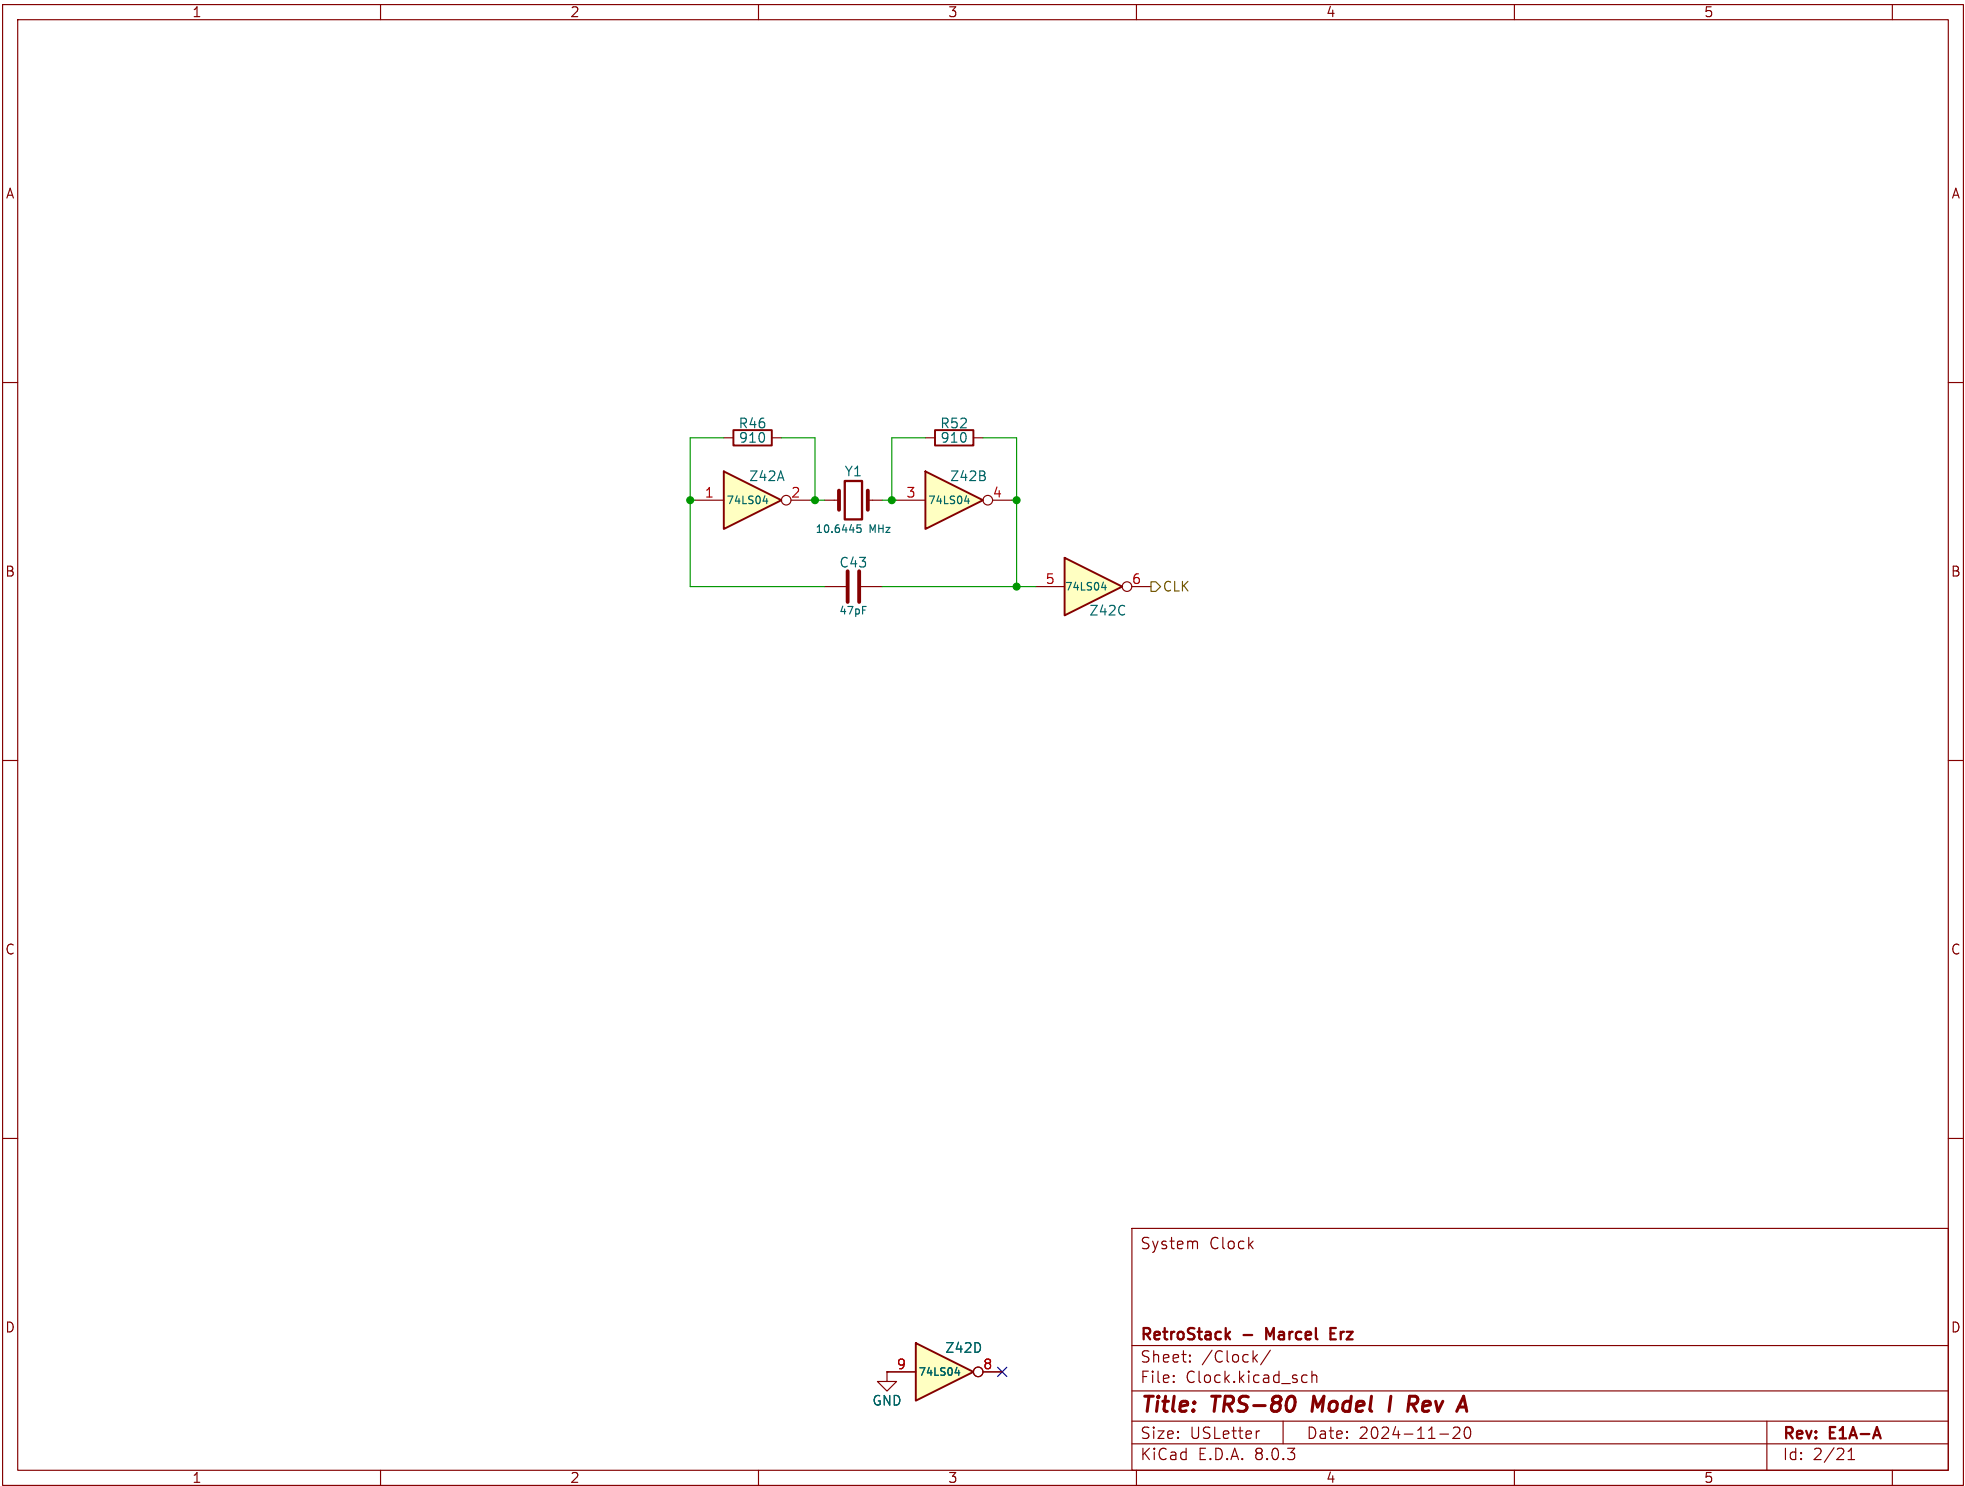 1 2 3 4 5
A A
R46 R52
910 910
Z42A Y1 Z42B
1 2 3 4
74LS04 74LS04
10.6445 MHz
C43
B B
5 6 CLK
74LS04
47pF Z42C
C C
System Clock
D D
RetroStack – Marcel Erz
Z42D
Sheet: /Clock/
9 8
74LS04
File: Clock.kicad_sch
GND
Title: TRS-80 Model I Rev A
Size: USLetter Date: 2024-11-20 Rev: E1A-A
KiCad E.D.A. 8.0.3 Id: 2/21
1 2 3 4 5